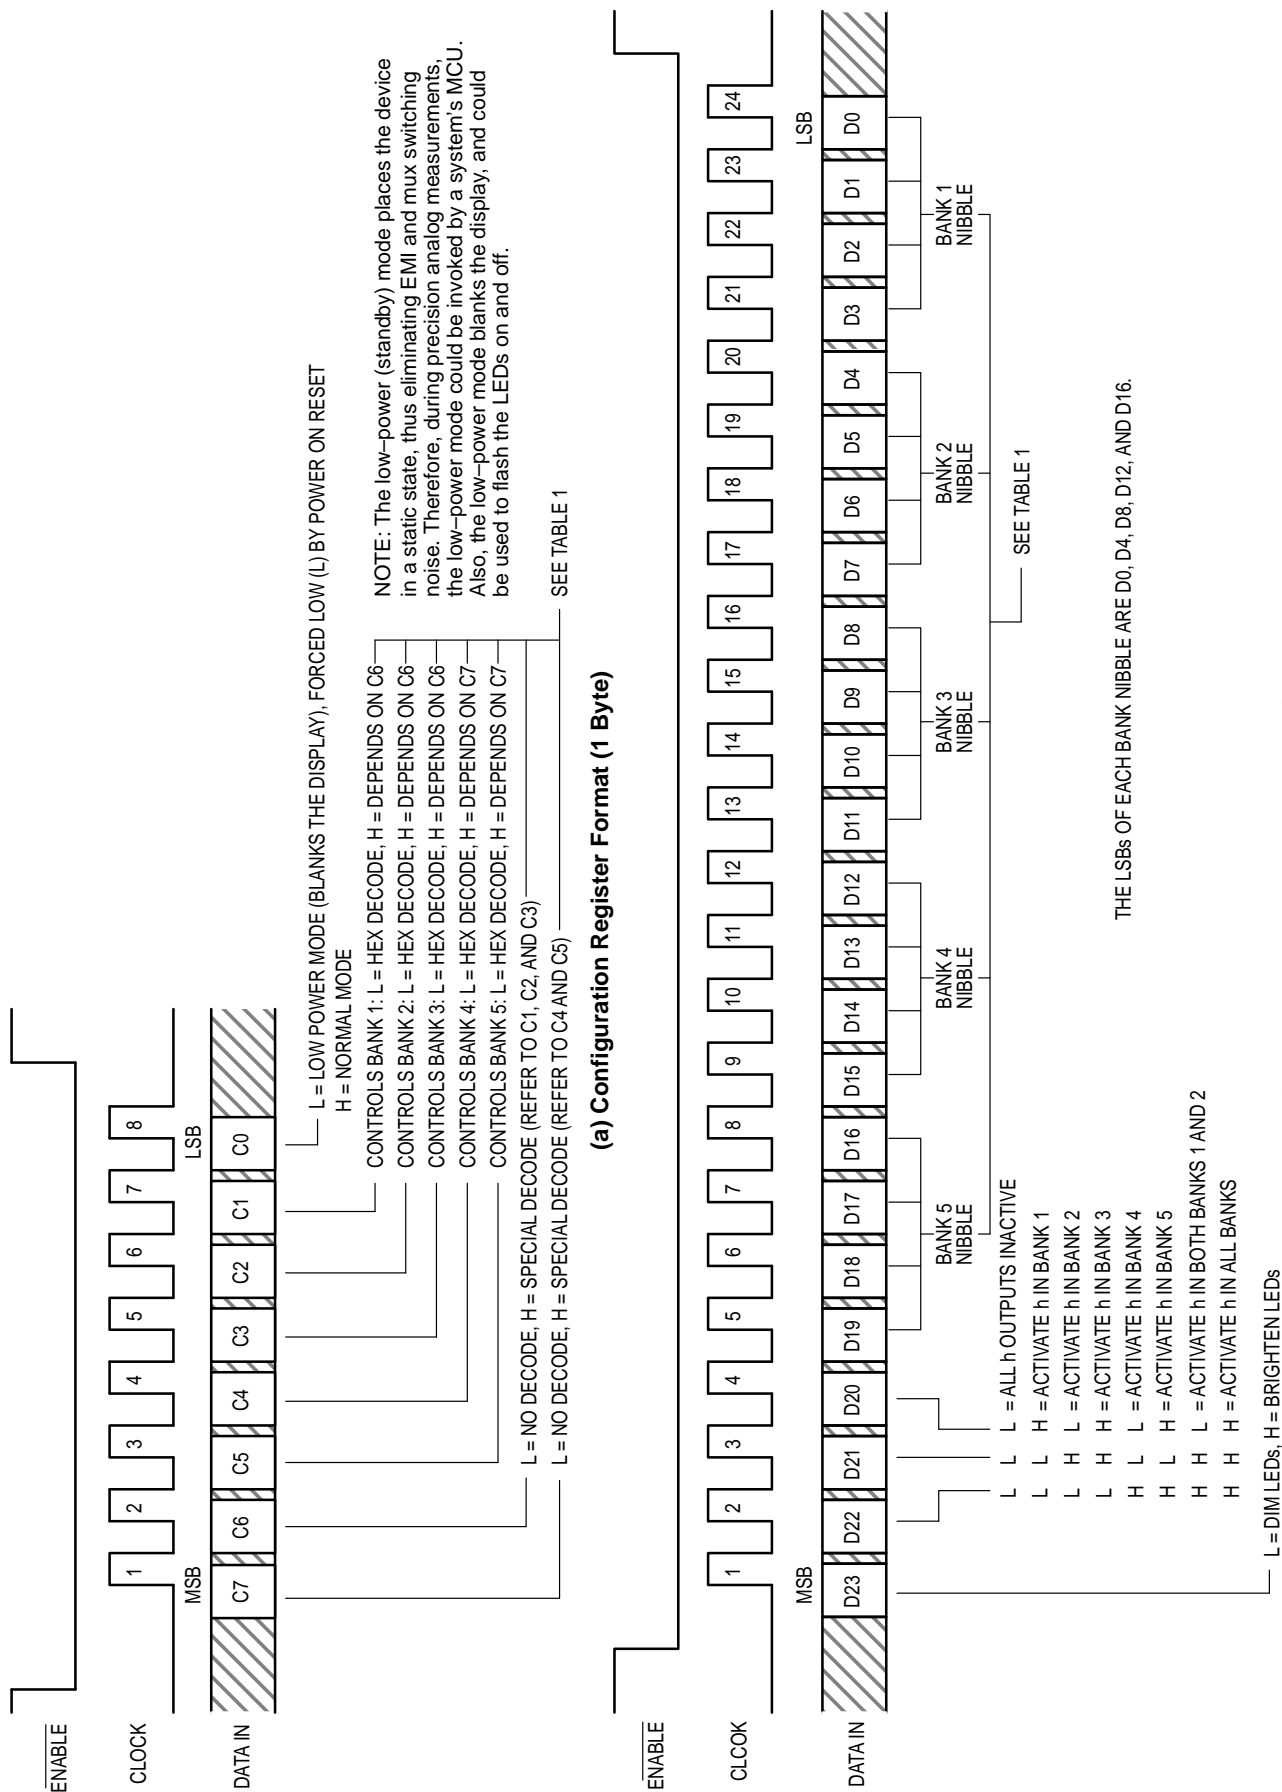 ENABLE
CLOCK
1 2 3 4 5 6 7 8
MSB LSB
DATA IN
C7 C6 C5 C4 C3 C2 C1 C0
L = LOW POWER MODE (BLANKS THE DISPLAY), FORCED LOW (L) BY POWER ON RESET
H = NORMAL MODE
CONTROLS BANK 1: L = HEX DECODE, H = DEPENDS ON C6
CONTROLS BANK 2: L = HEX DECODE, H = DEPENDS ON C6
CONTROLS BANK 3: L = HEX DECODE, H = DEPENDS ON C6
CONTROLS BANK 4: L = HEX DECODE, H = DEPENDS ON C7
CONTROLS BANK 5: L = HEX DECODE, H = DEPENDS ON C7
L = NO DECODE, H = SPECIAL DECODE (REFER TO C1, C2, AND C3)
L = NO DECODE, H = SPECIAL DECODE (REFER TO C4 AND C5)
SEE TABLE 1
NOTE: The low–power (standby) mode places the device
in a static state, thus eliminating EMI and mux switching
noise. Therefore, during precision analog measurements,
the low–power mode could be invoked by a system's MCU.
Also, the low–power mode blanks the display, and could
be used to flash the LEDs on and off.
(a) Configuration Register Format (1 Byte)
ENABLE
CLCOK
1 2 3 4 5 6 7 8 9 10 11 12 13 14 15 16 17 18 19 20 21 22 23 24
MSB LSB
DATA IN
D23 D22 D21 D20 D19 D18 D17 D16 D15 D14 D13 D12 D11 D10 D9 D8 D7 D6 D5 D4 D3 D2 D1 D0
BANK 5 BANK 4 BANK 3 BANK 2 BANK 1
NIBBLE NIBBLE NIBBLE NIBBLE NIBBLE
SEE TABLE 1
L L L = ALL h OUTPUTS INACTIVE
L L H = ACTIVATE h IN BANK 1
L H L = ACTIVATE h IN BANK 2
L H H = ACTIVATE h IN BANK 3
H L L = ACTIVATE h IN BANK 4
H L H = ACTIVATE h IN BANK 5
H H L = ACTIVATE h IN BOTH BANKS 1 AND 2
H H H = ACTIVATE h IN ALL BANKS
THE LSBs OF EACH BANK NIBBLE ARE D0, D4, D8, D12, AND D16.
L = DIM LEDs, H = BRIGHTEN LEDs